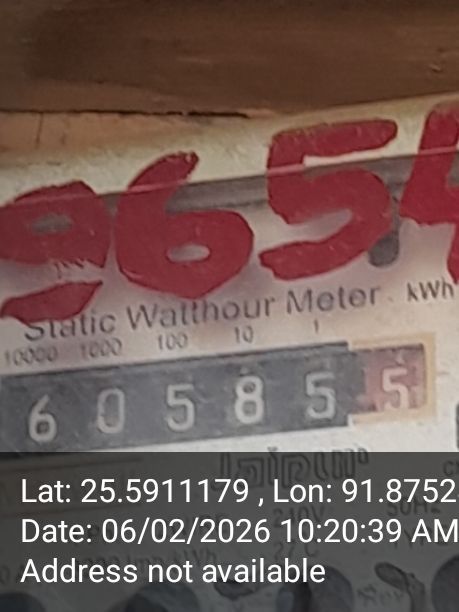 9654
Static Watthour Meter kWh
10000 1000 100 10 1
6 0 5 8 5 5
Lat: 25.5911179 , Lon: 91.8752
Date: 06/02/2026 10:20:39 AM
Address not available